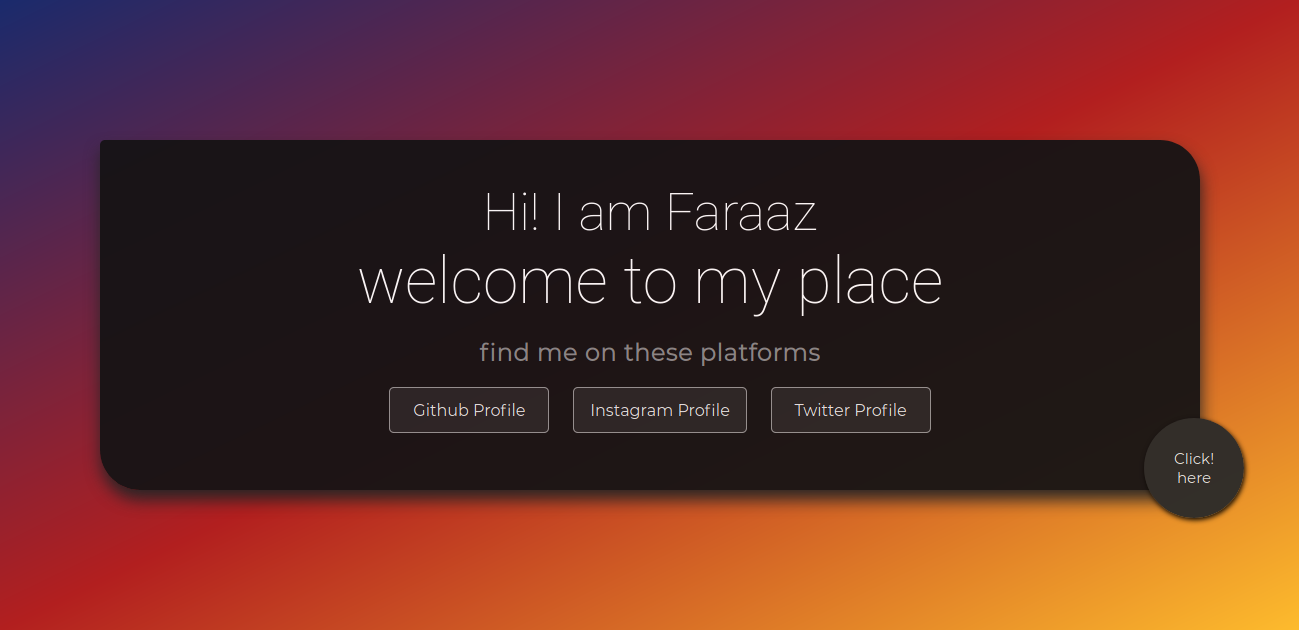 Hi! I am Faraaz
welcome to my place
find me on these platforms
Github Profile
Instagram Profile
Twitter Profile
Click!
here